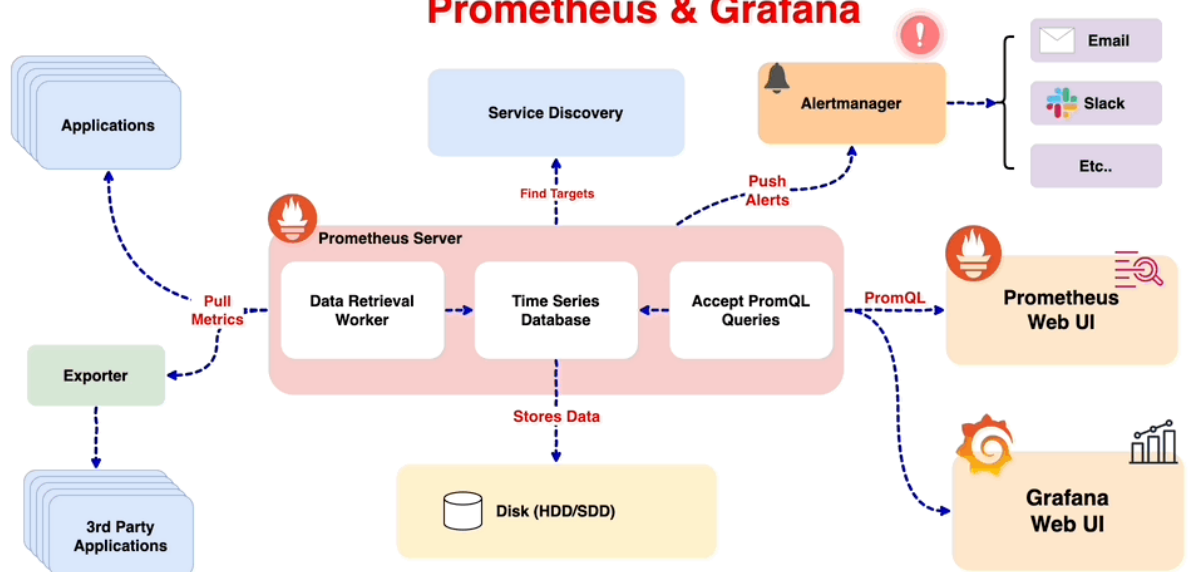 Prometheus & Grafana
Applications
Service Discovery
Alertmanager
Email
Slack
Etc..
Find Targets
Push
Alerts
Prometheus Server
Pull
Metrics
Data Retrieval
Worker
Time Series
Database
Accept PromQL
Queries
PromQL
Prometheus
Web UI
Exporter
Stores Data
Disk (HDD/SDD)
Grafana
Web UI
3rd Party
Applications